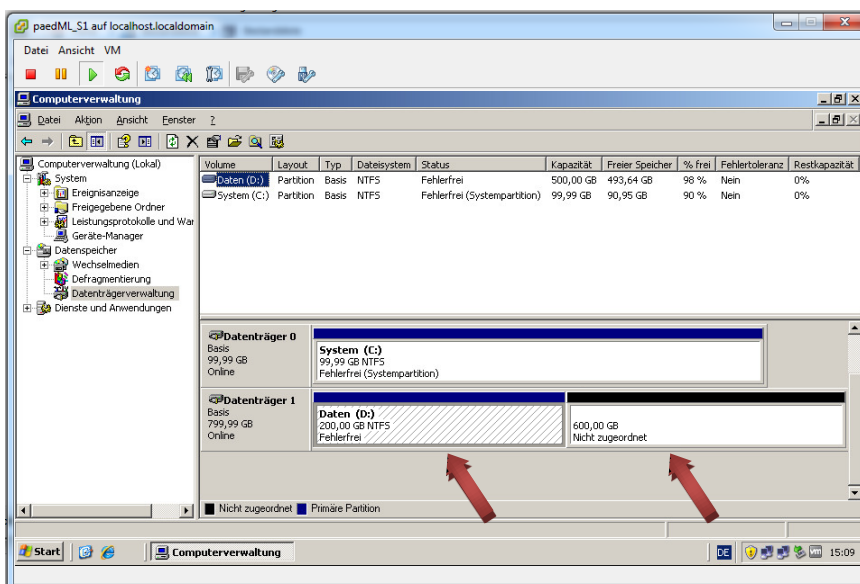 paedML_S1 auf localhost.localdomain
Datei Ansicht VM
Computerverwaltung
Datei Aktion Ansicht Fenster ?
Computerverwaltung (Lokal)
System
Ereignisanzeige
Freigegebene Ordner
Leistungsprotokolle und War
Geräte-Manager
Datenspeicher
Wechselmedien
Defragmentierung
Datenträgerverwaltung
Dienste und Anwendungen
Volume Layout Typ Dateisystem Status Kapazität Freier Speicher % frei Fehlertoleranz Restkapazität
Daten (D:) Partition Basis NTFS Fehlerfrei 500,00 GB 493,64 GB 98 % Nein 0%
System (C:) Partition Basis NTFS Fehlerfrei (Systempartition) 99,99 GB 90,95 GB 90 % Nein 0%
Datenträger 0
Basis
99,99 GB
Online
System (C:)
99,99 GB NTFS
Fehlerfrei (Systempartition)
Datenträger 1
Basis
799,99 GB
Online
Daten (D:)
200,00 GB NTFS
Fehlerfrei
600,00 GB
Nicht zugeordnet
Nicht zugeordnet Primäre Partition
Start Computerverwaltung DE vm 15:09